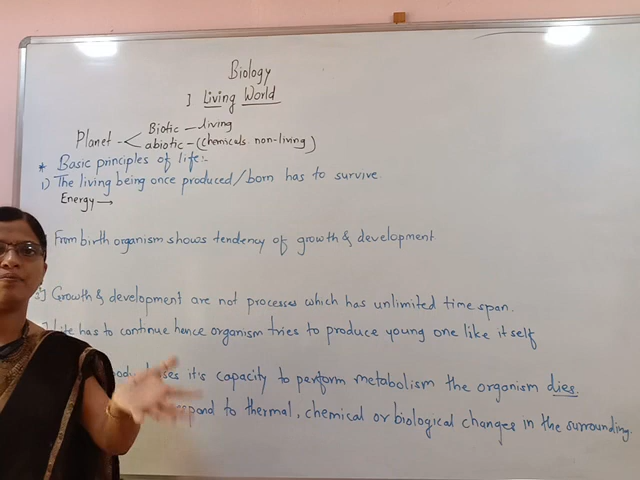 Biology
I Living World
Planet < Biotic - living
abiotic - (chemicals non-living)
* Basic principles of life:-
1) The living being once produced/born has to survive.
Energy →
From birth organism shows tendency of growth & development
3) Growth & development are not processes which has unlimited time span.
Life has to continue hence organism tries to produce young one like itself
body loses it's capacity to perform metabolism the organism dies.
respond to thermal, chemical or biological changes in the surrounding.